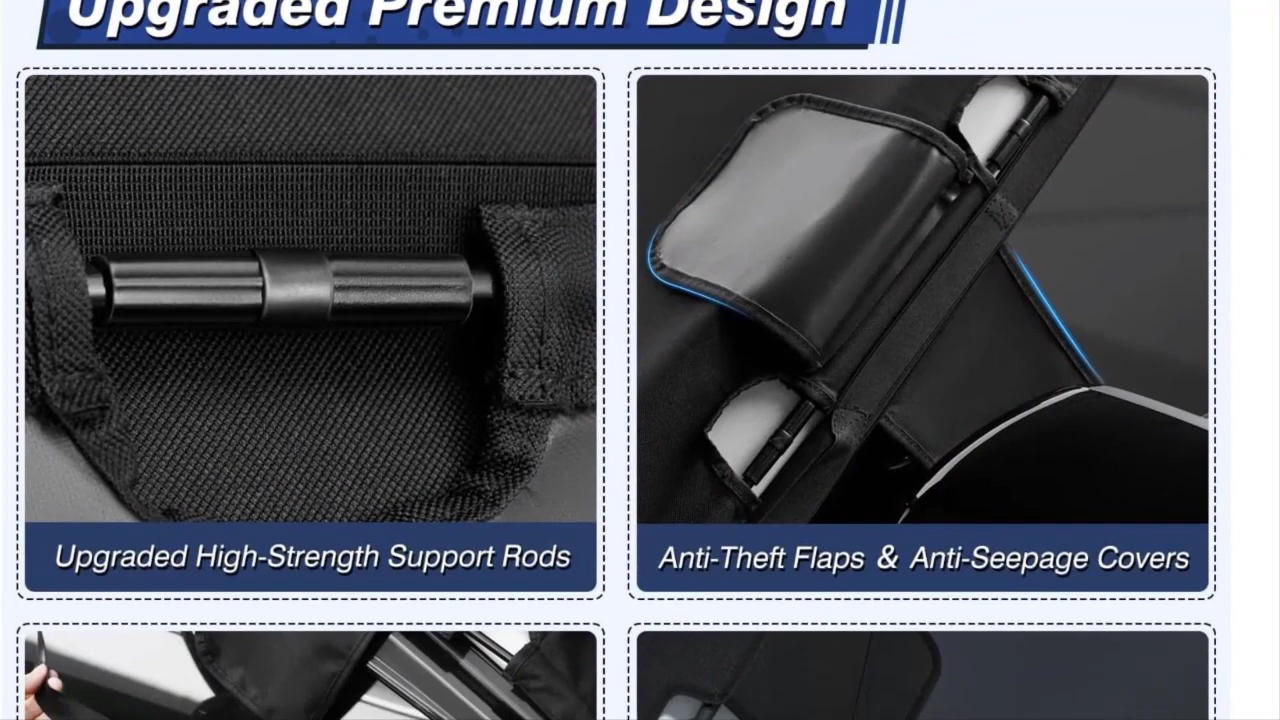 Upgraded Premium Design
Upgraded High-Strength Support Rods
Anti-Theft Flaps & Anti-Seepage Covers